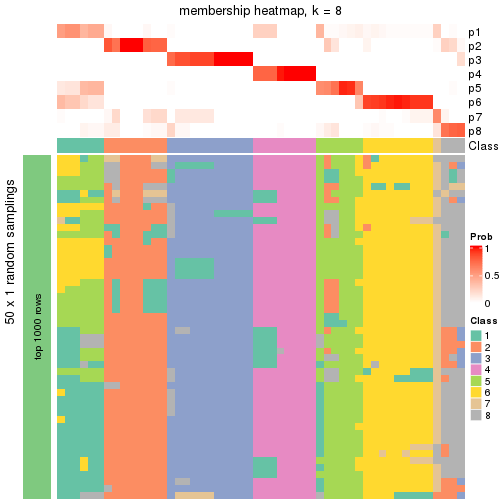 membership heatmap, k = 8
p1
p2
p3
p4
p5
p6
p7
p8
Class
50 x 1 random samplings
top 1000 rows
Prob
1
0.5
0
Class
1
2
3
4
5
6
7
8